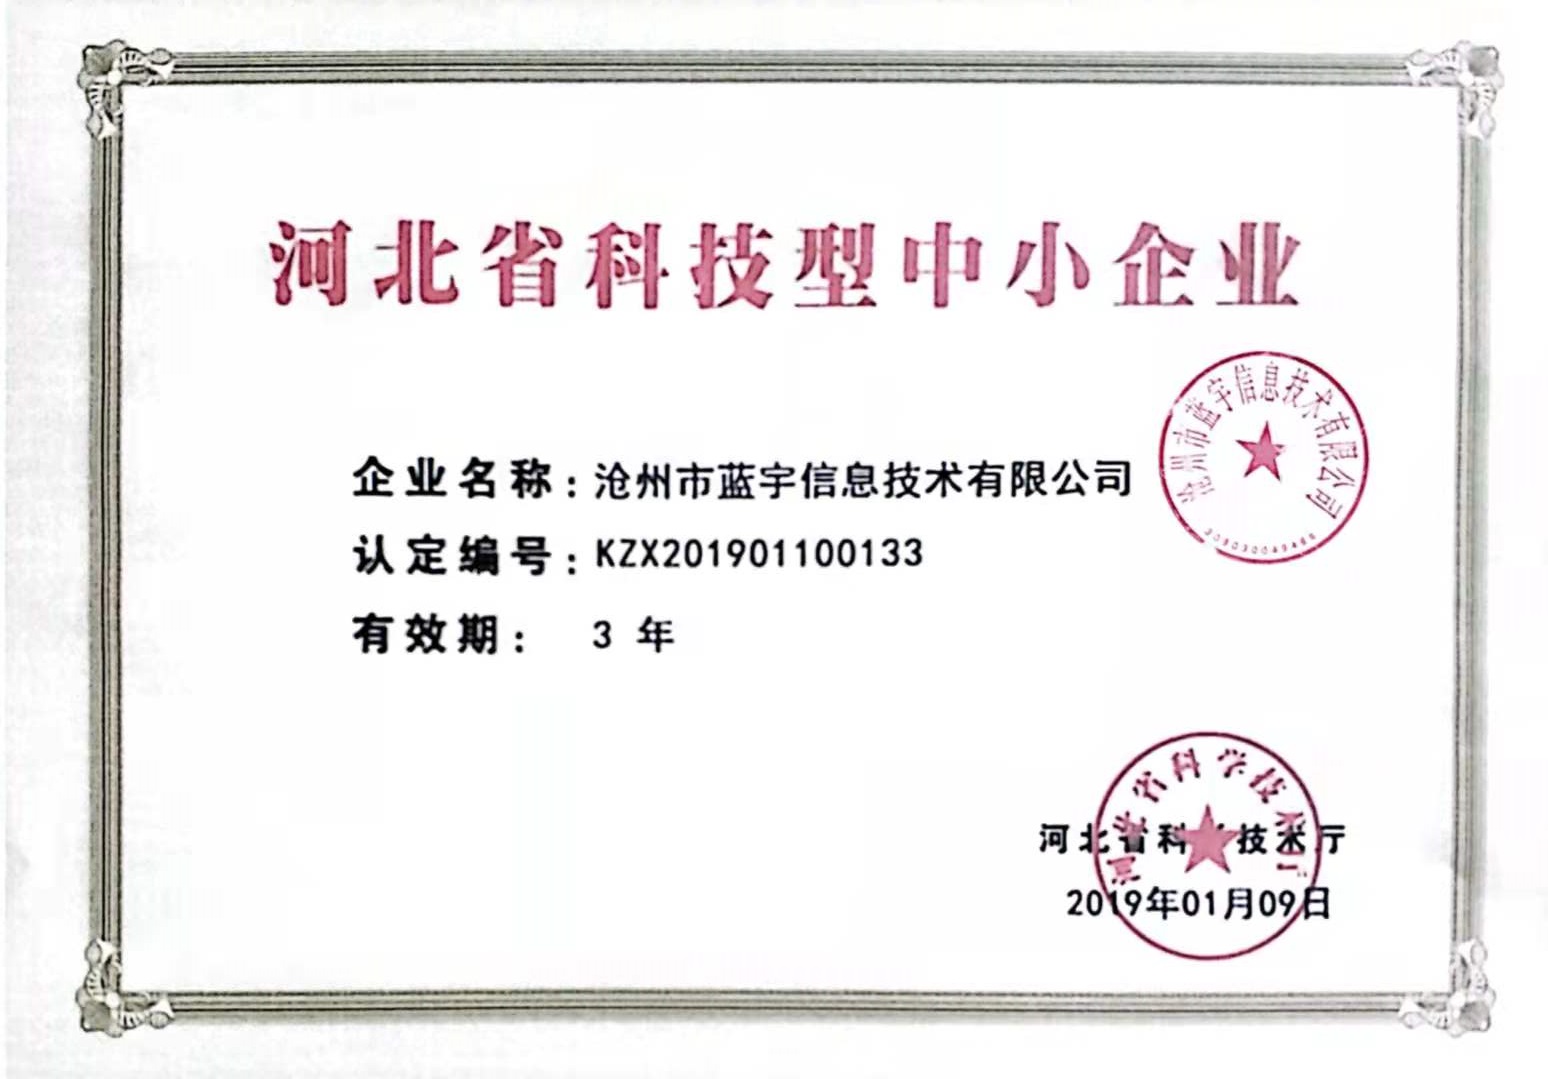 河北省科技型中小企业
沧州市蓝宇信息技术有限公司
企业名称：沧州市蓝宇信息技术有限公司
认定编号：KZX201901100133
有效期： 3 年
河北省科学技术厅
河北省科学技术厅
2019年01月09日